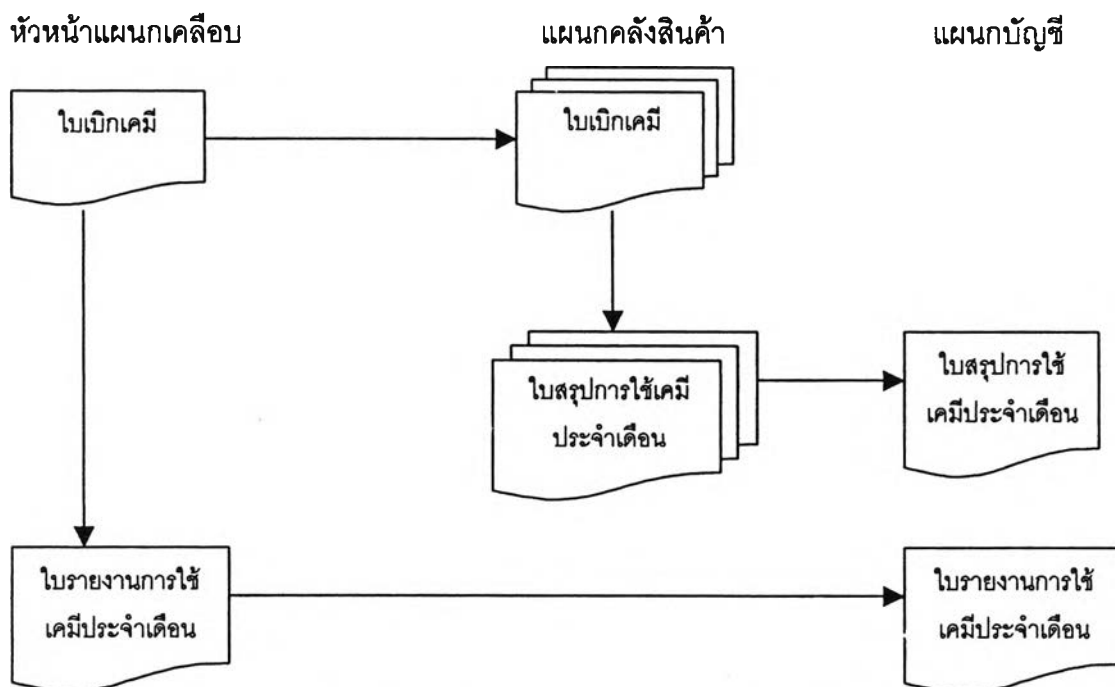 หัวหน้าแผนกเคลือบ แผนกคลังสินค้า แผนกบัญชี
ใบเบิกเคมี
ใบเบิกเคมี
ใบสรุปการใช้เคมี
ประจำเดือน
ใบสรุปการใช้
เคมีประจำเดือน
ใบรายงานการใช้
เคมีประจำเดือน
ใบรายงานการใช้
เคมีประจำเดือน